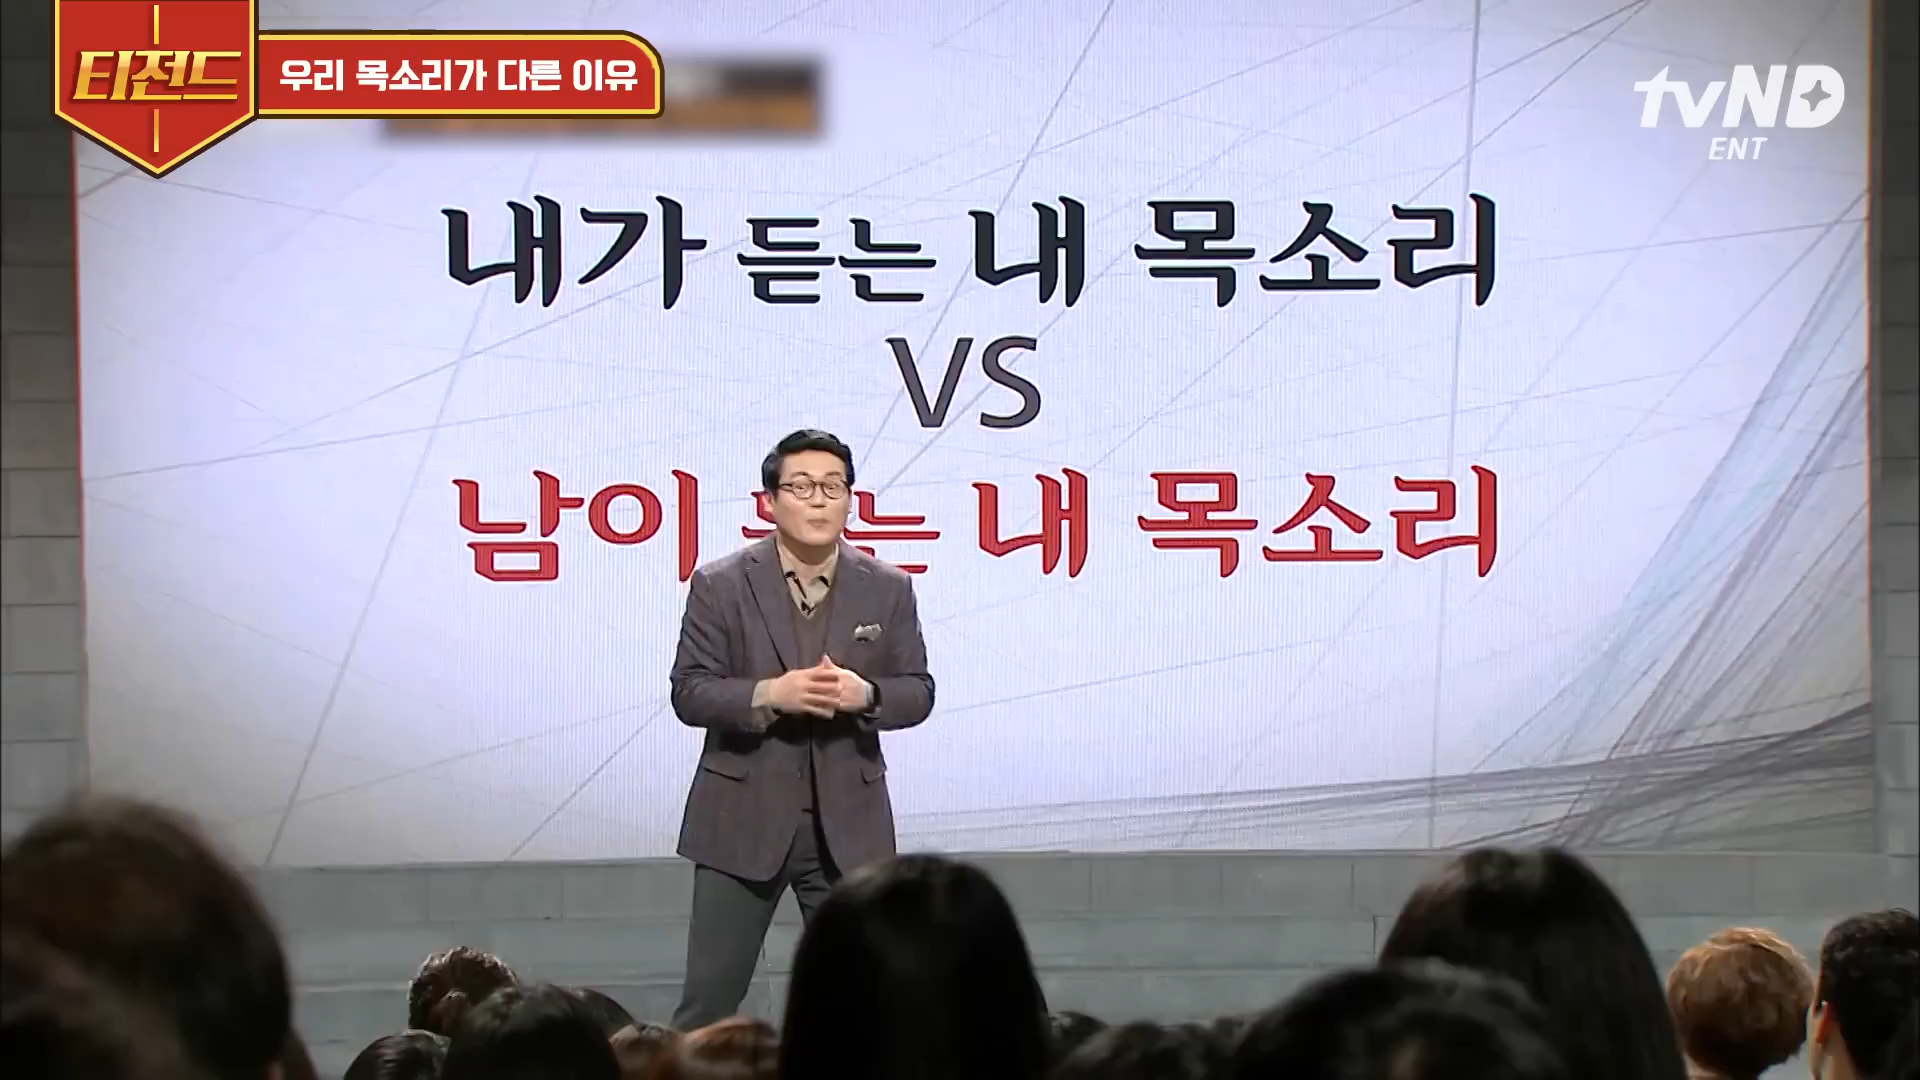 티전드
우리 목소리가 다른 이유
tvND
ENT
내가 듣는 내 목소리
VS
남이 는 내 목소리